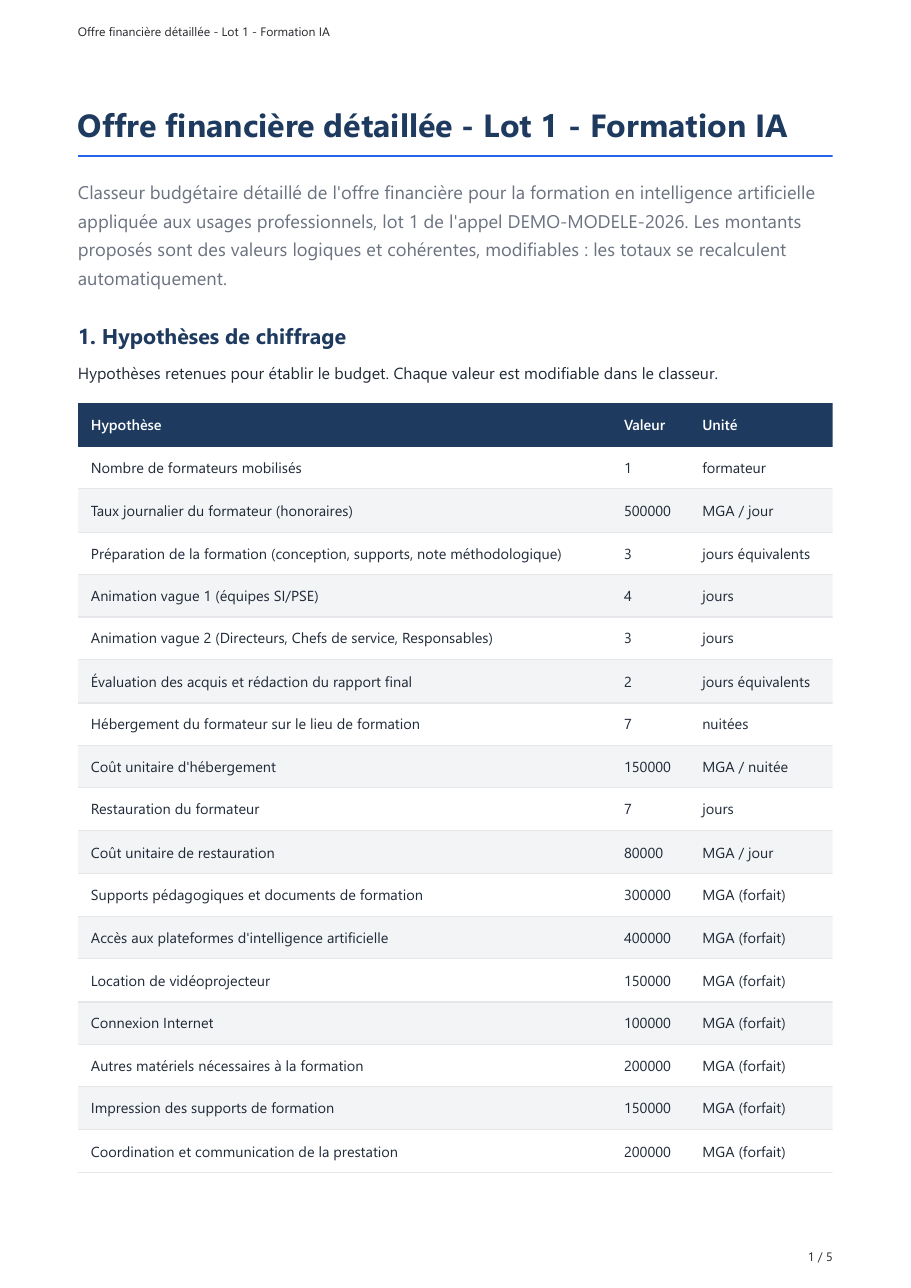 Offre financière détaillée - Lot 1 - Formation IA
Offre financière détaillée - Lot 1 - Formation IA
Classeur budgétaire détaillé de l'offre financière pour la formation en intelligence artificielle
appliquée aux usages professionnels, lot 1 de l'appel DEMO-MODELE-2026. Les montants
proposés sont des valeurs logiques et cohérentes, modifiables : les totaux se recalculent
automatiquement.
1. Hypothèses de chiffrage
Hypothèses retenues pour établir le budget. Chaque valeur est modifiable dans le classeur.
Hypothèse Valeur Unité
Nombre de formateurs mobilisés 1 formateur
Taux journalier du formateur (honoraires) 500000 MGA / jour
Préparation de la formation (conception, supports, note méthodologique) 3 jours équivalents
Animation vague 1 (équipes SI/PSE) 4 jours
Animation vague 2 (Directeurs, Chefs de service, Responsables) 3 jours
Évaluation des acquis et rédaction du rapport final 2 jours équivalents
Hébergement du formateur sur le lieu de formation 7 nuitées
Coût unitaire d'hébergement 150000 MGA / nuitée
Restauration du formateur 7 jours
Coût unitaire de restauration 80000 MGA / jour
Supports pédagogiques et documents de formation 300000 MGA (forfait)
Accès aux plateformes d'intelligence artificielle 400000 MGA (forfait)
Location de vidéoprojecteur 150000 MGA (forfait)
Connexion Internet 100000 MGA (forfait)
Autres matériels nécessaires à la formation 200000 MGA (forfait)
Impression des supports de formation 150000 MGA (forfait)
Coordination et communication de la prestation 200000 MGA (forfait)
1 / 5